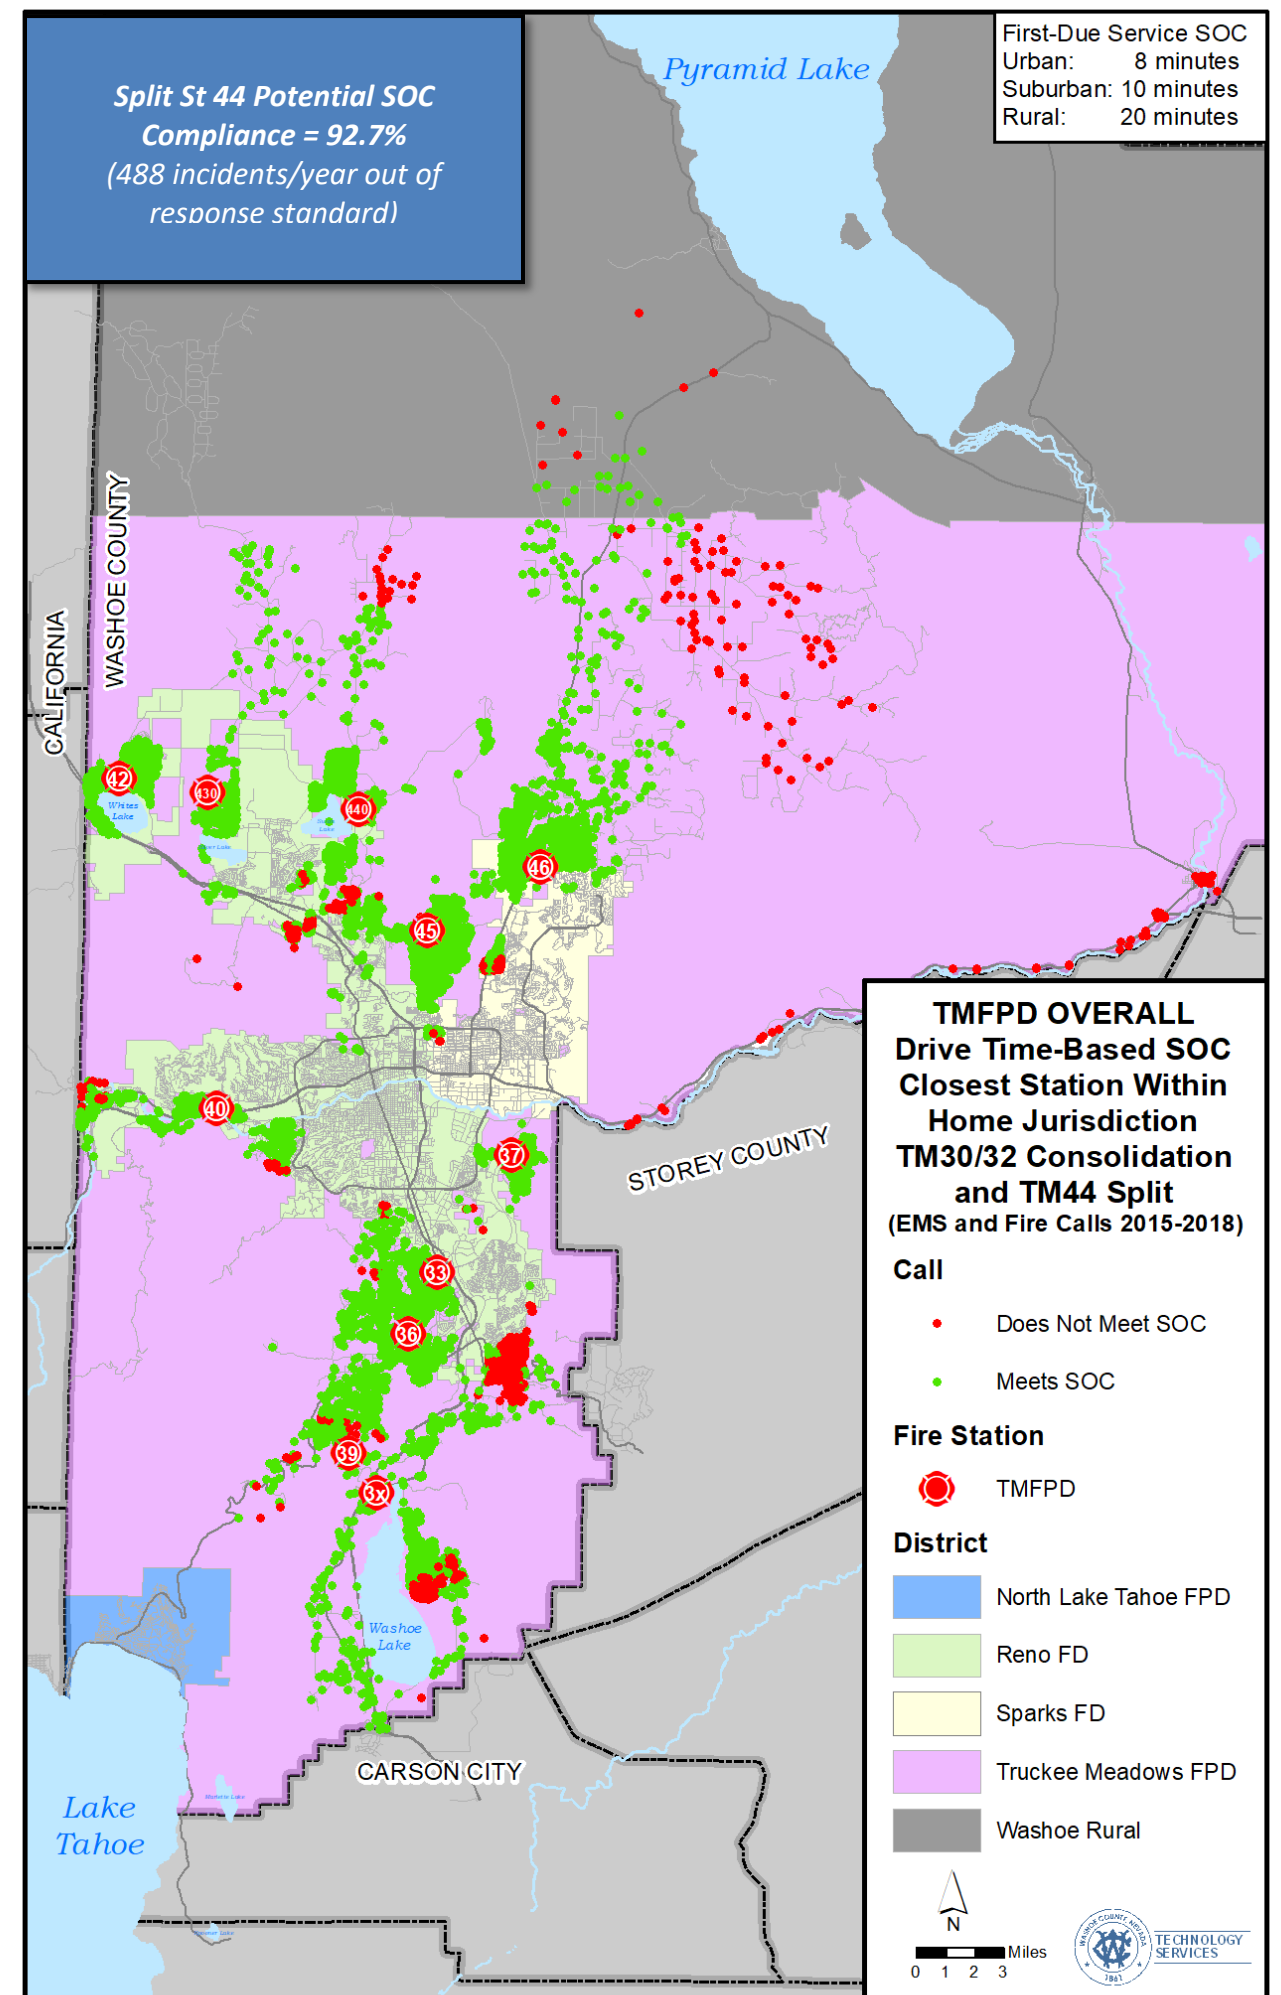 Split St 44 Potential SOC
Compliance = 92.7%
(488 incidents/year out of
response standard)
Pyramid Lake
First-Due Service SOC
Urban: 8 minutes
Suburban: 10 minutes
Rural: 20 minutes
WASHOE COUNTY
CALIFORNIA
42
430
440
Whites
Lake
46
45
40
37
STOREY COUNTY
33
36
39
3x
Washoe
Lake
CARSON CITY
Lake
Tahoe
TMFPD OVERALL
Drive Time-Based SOC
Closest Station Within
Home Jurisdiction
TM30/32 Consolidation
and TM44 Split
(EMS and Fire Calls 2015-2018)
Call
Does Not Meet SOC
Meets SOC
Fire Station
TMFPD
District
North Lake Tahoe FPD
Reno FD
Sparks FD
Truckee Meadows FPD
Washoe Rural
N
Miles
0 1 2 3
WASHOE COUNTY NEVADA
1861
TECHNOLOGY
SERVICES